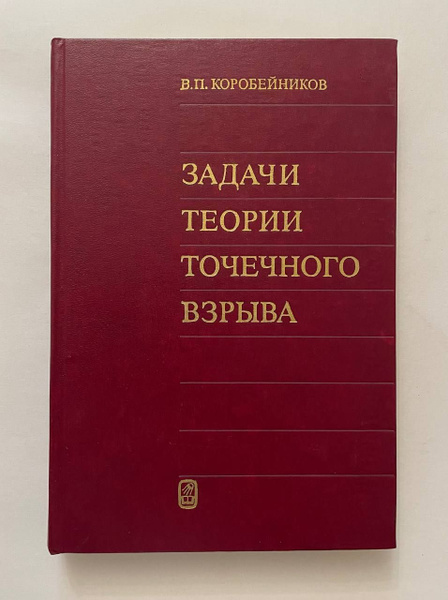 В.П. КОРОБЕЙНИКОВ
ЗАДАЧИ
ТЕОРИИ
ТОЧЕЧНОГО
ВЗРЫВА